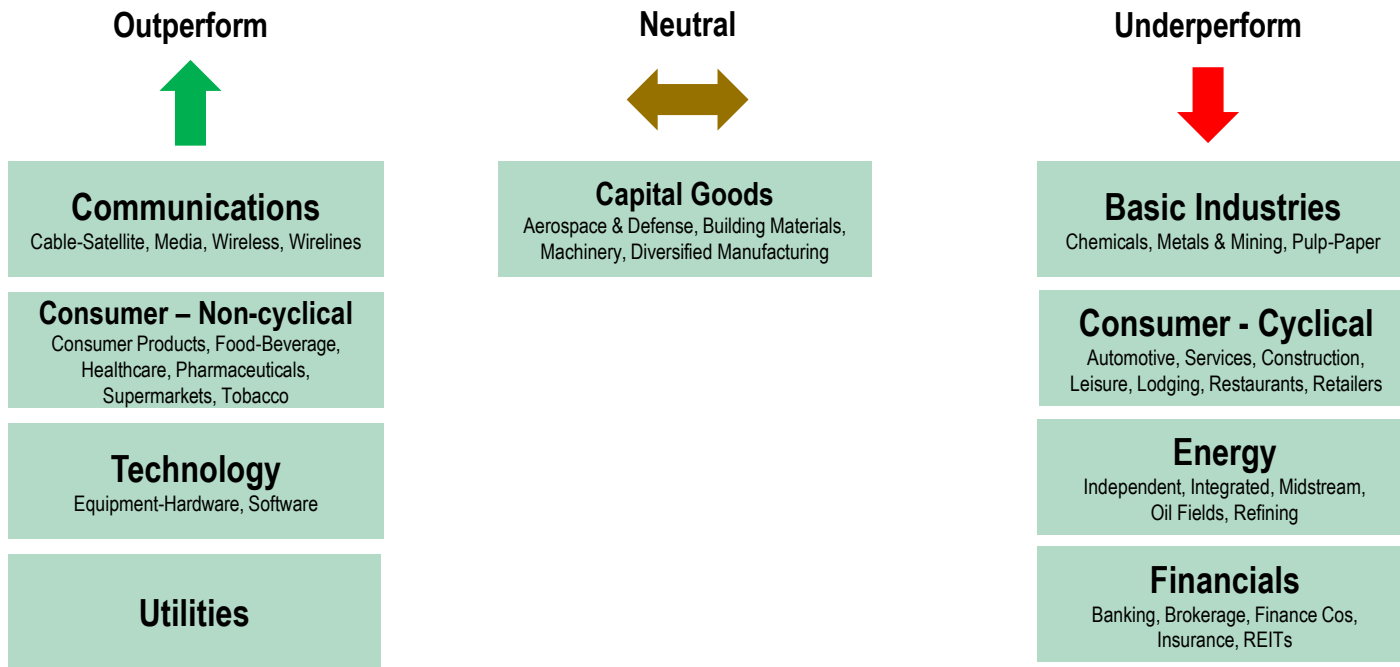 Outperform
Neutral
Underperform
Communications
Cable-Satellite, Media, Wireless, Wirelines
Consumer – Non-cyclical
Consumer Products, Food-Beverage,
Healthcare, Pharmaceuticals,
Supermarkets, Tobacco
Technology
Equipment-Hardware, Software
Utilities
Capital Goods
Aerospace & Defense, Building Materials,
Machinery, Diversified Manufacturing
Basic Industries
Chemicals, Metals & Mining, Pulp-Paper
Consumer - Cyclical
Automotive, Services, Construction,
Leisure, Lodging, Restaurants, Retailers
Energy
Independent, Integrated, Midstream,
Oil Fields, Refining
Financials
Banking, Brokerage, Finance Cos,
Insurance, REITs